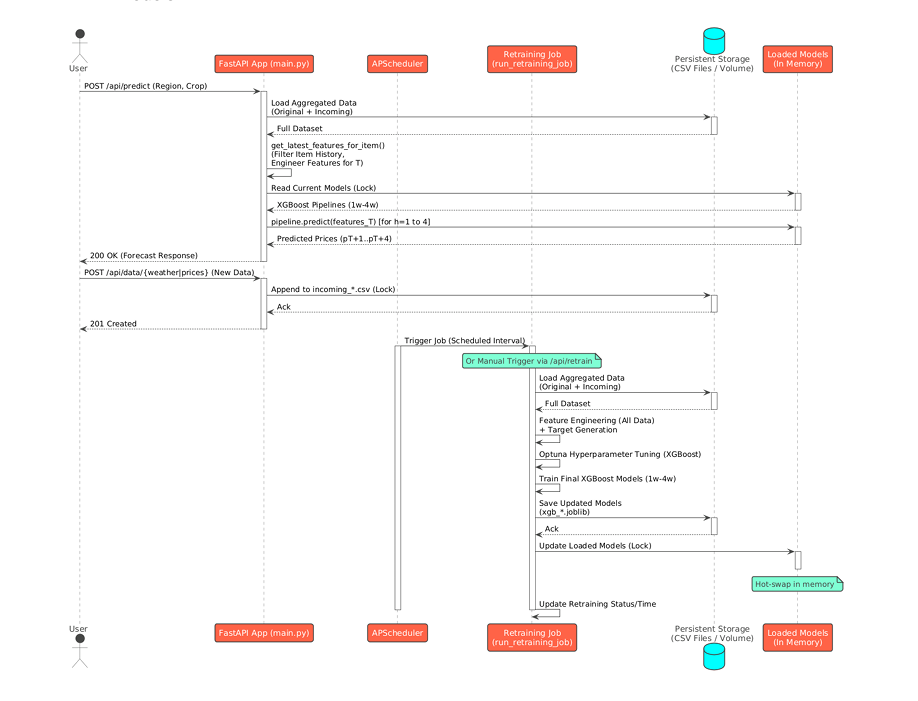 User
FastAPI App (main.py)
APScheduler
Retraining Job
(run_retraining_job)
Persistent Storage
(CSV Files / Volume)
Loaded Models
(In Memory)
POST /api/predict (Region, Crop)
Load Aggregated Data
(Original + Incoming)
Full Dataset
get_latest_features_for_item()
(Filter Item History,
Engineer Features for T)
Read Current Models (Lock)
XGBoost Pipelines (1w-4w)
pipeline.predict(features_T) [for h=1 to 4]
Predicted Prices (pT+1..pT+4)
200 OK (Forecast Response)
POST /api/data/{weather|prices} (New Data)
Append to incoming_*.csv (Lock)
Ack
201 Created
Trigger Job (Scheduled Interval)
Or Manual Trigger via /api/retrain
Load Aggregated Data
(Original + Incoming)
Full Dataset
Feature Engineering (All Data)
+ Target Generation
Optuna Hyperparameter Tuning (XGBoost)
Train Final XGBoost Models (1w-4w)
Save Updated Models
(xgb_*.joblib)
Ack
Update Loaded Models (Lock)
Hot-swap in memory
Update Retraining Status/Time
User
FastAPI App (main.py)
APScheduler
Retraining Job
(run_retraining_job)
Persistent Storage
(CSV Files / Volume)
Loaded Models
(In Memory)